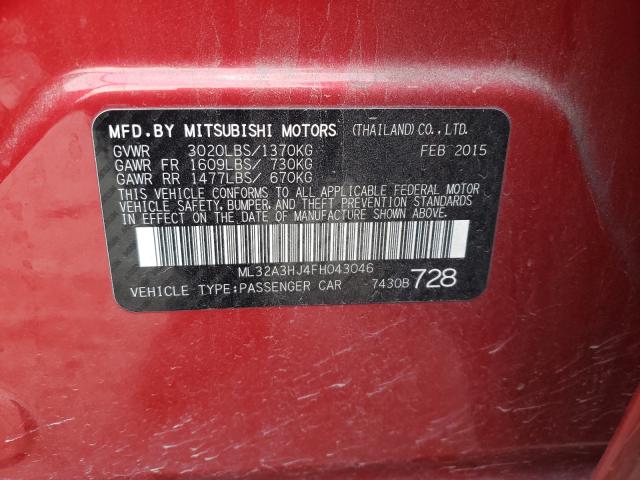 MFD.BY MITSUBISHI MOTORS (THAILAND)CO.,LTD.
GVWR 3020LBS/1370KG FEB 2015
GAWR FR 1609LBS/ 730KG
GAWR RR 1477LBS/ 670KG
THIS VEHICLE CONFORMS TO ALL APPLICABLE FEDERAL MOTOR
VEHICLE SAFETY, BUMPER, AND THEFT PREVENTION STANDARDS
IN EFFECT ON THE DATE OF MANUFACTURE SHOWN ABOVE.
ML32A3HJ4FH043046
VEHICLE TYPE:PASSENGER CAR 7430B 728